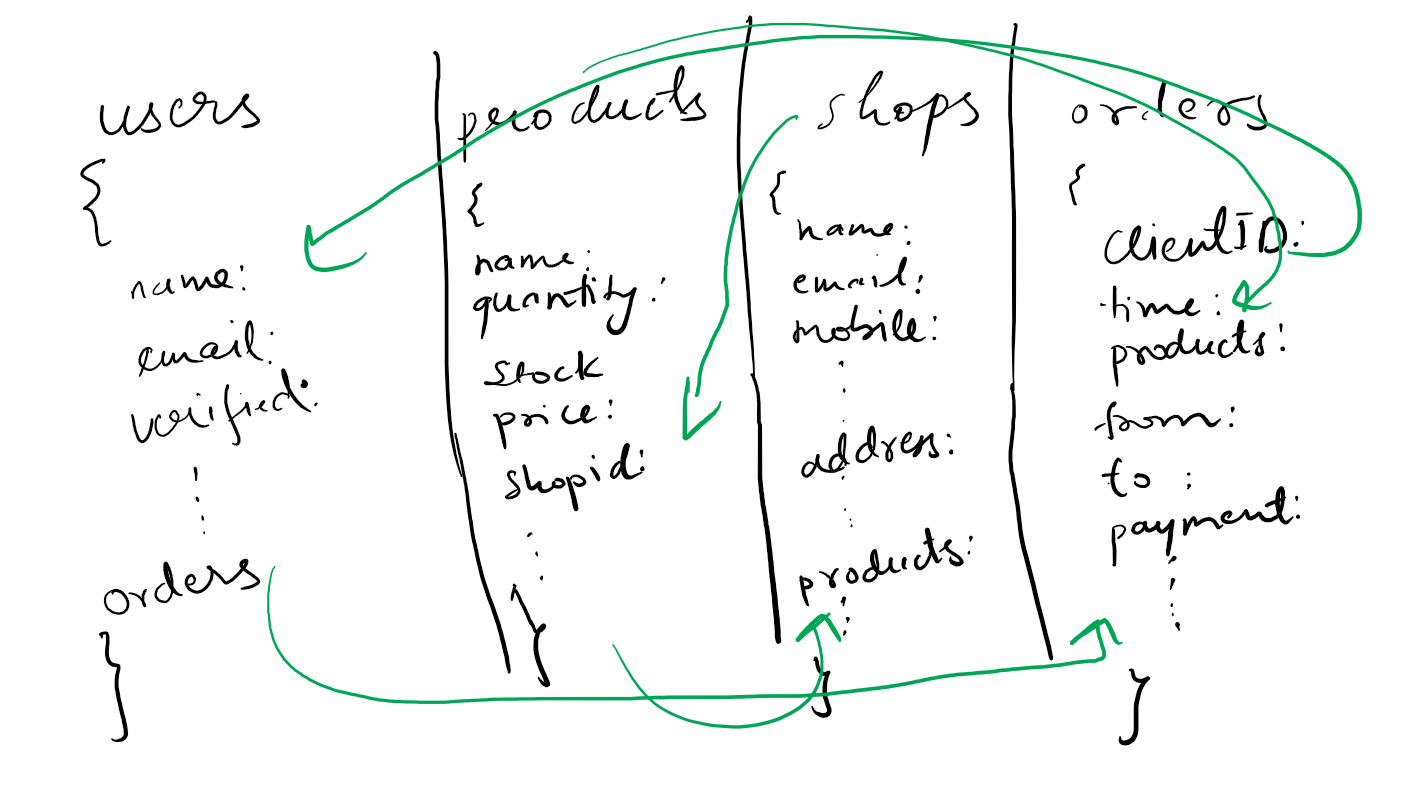 users
{
name:
email:
verified:
orders
}
products
{
name:
quantity:
stock
price:
shopid:
}
shops
{
name:
email:
mobile:
address:
products:
}
orders
{
clientID:
time:
products:
from:
to:
payment:
}